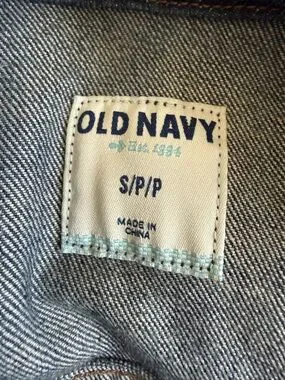 OLD NAVY
Est. 1994
S/P/P
MADE IN
CHINA